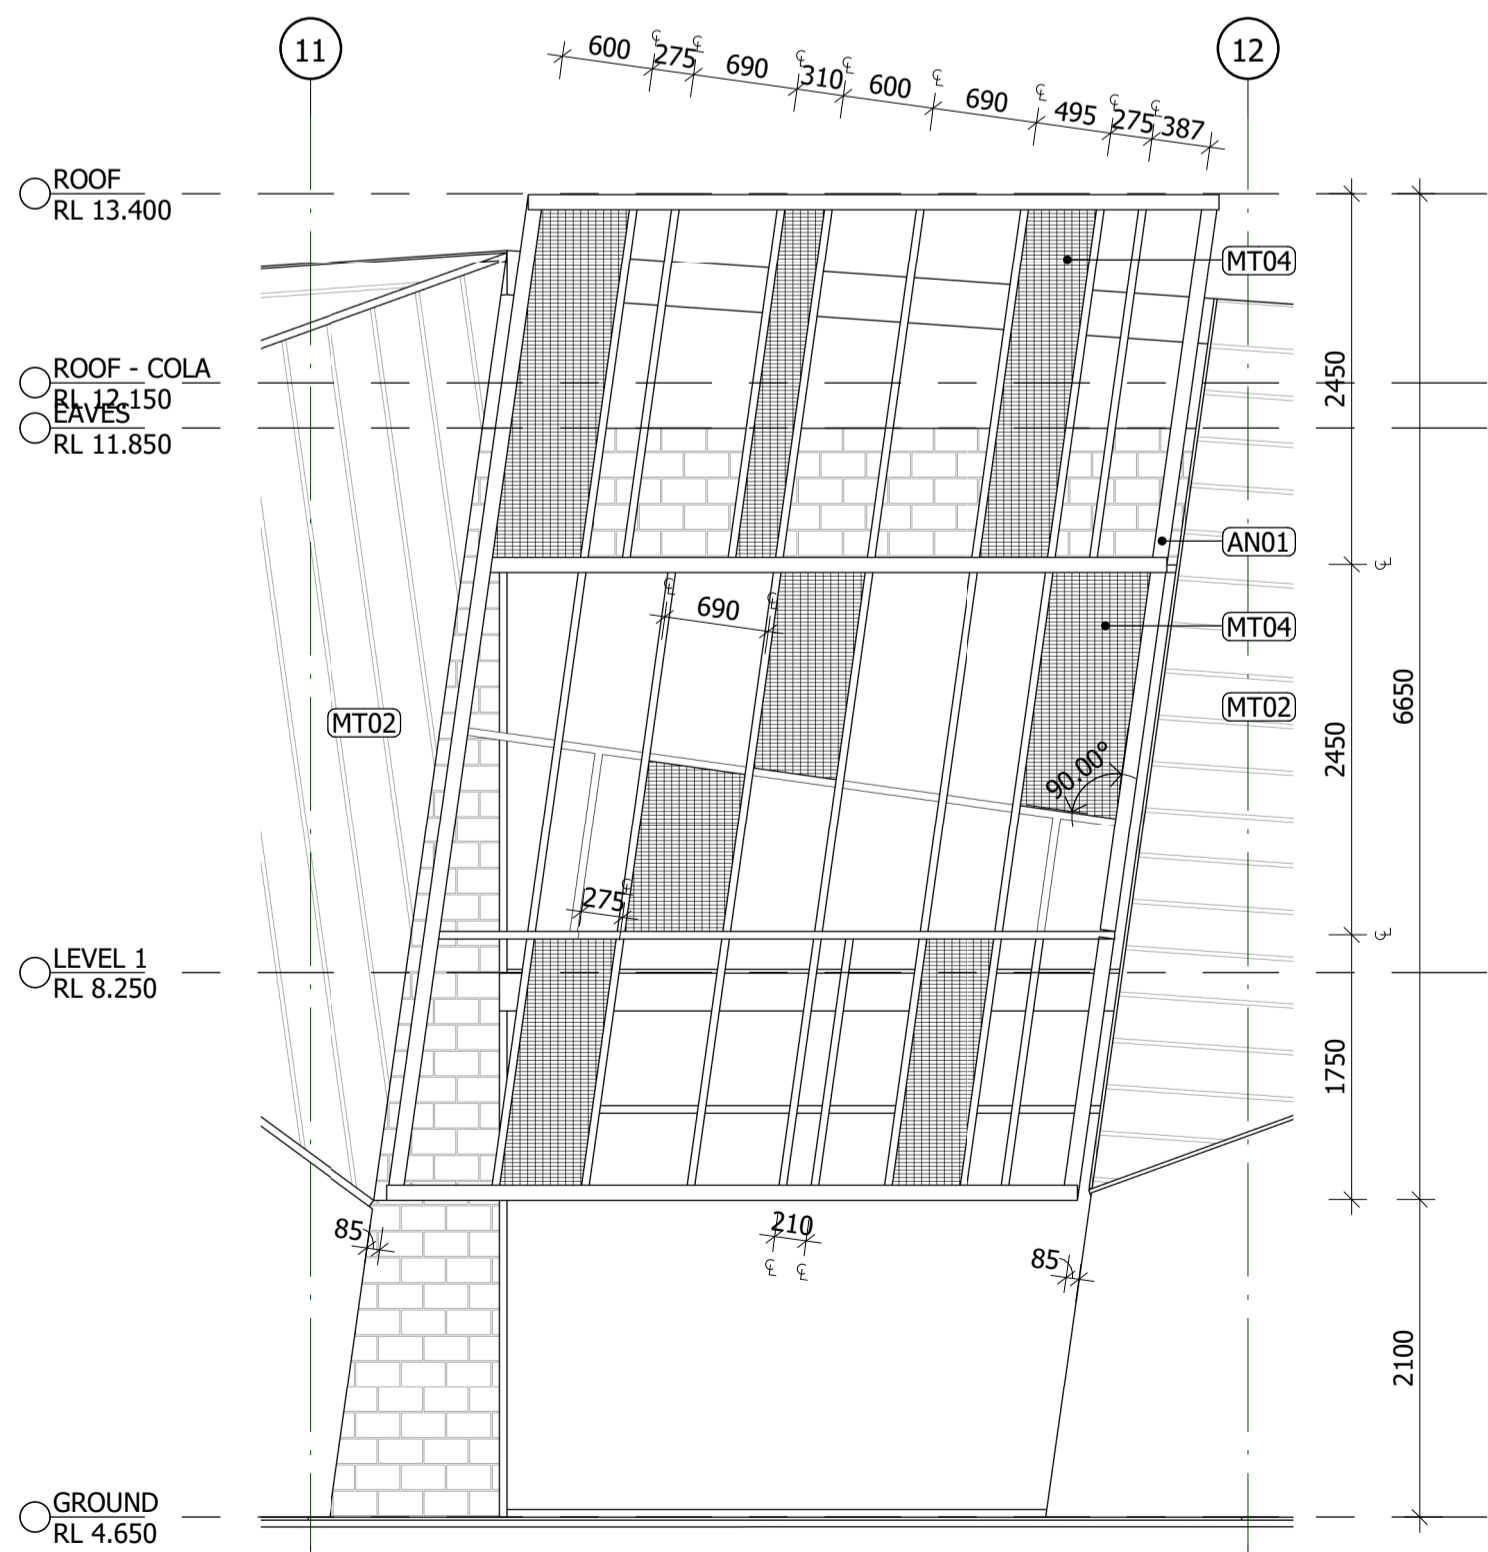 11
12
600
℄
275
℄
690
℄
310
℄
600
℄
690
℄
495
℄
275
℄
387
ROOF
RL 13.400
MT04
ROOF - COLA
RL 12.150
EAVES
RL 11.850
2450
AN01
℄
℄
690
℄
MT04
6650
MT02
MT02
2450
90.00°
℄
275
℄
LEVEL 1
RL 8.250
1750
85
210
℄
℄
85
2100
GROUND
RL 4.650